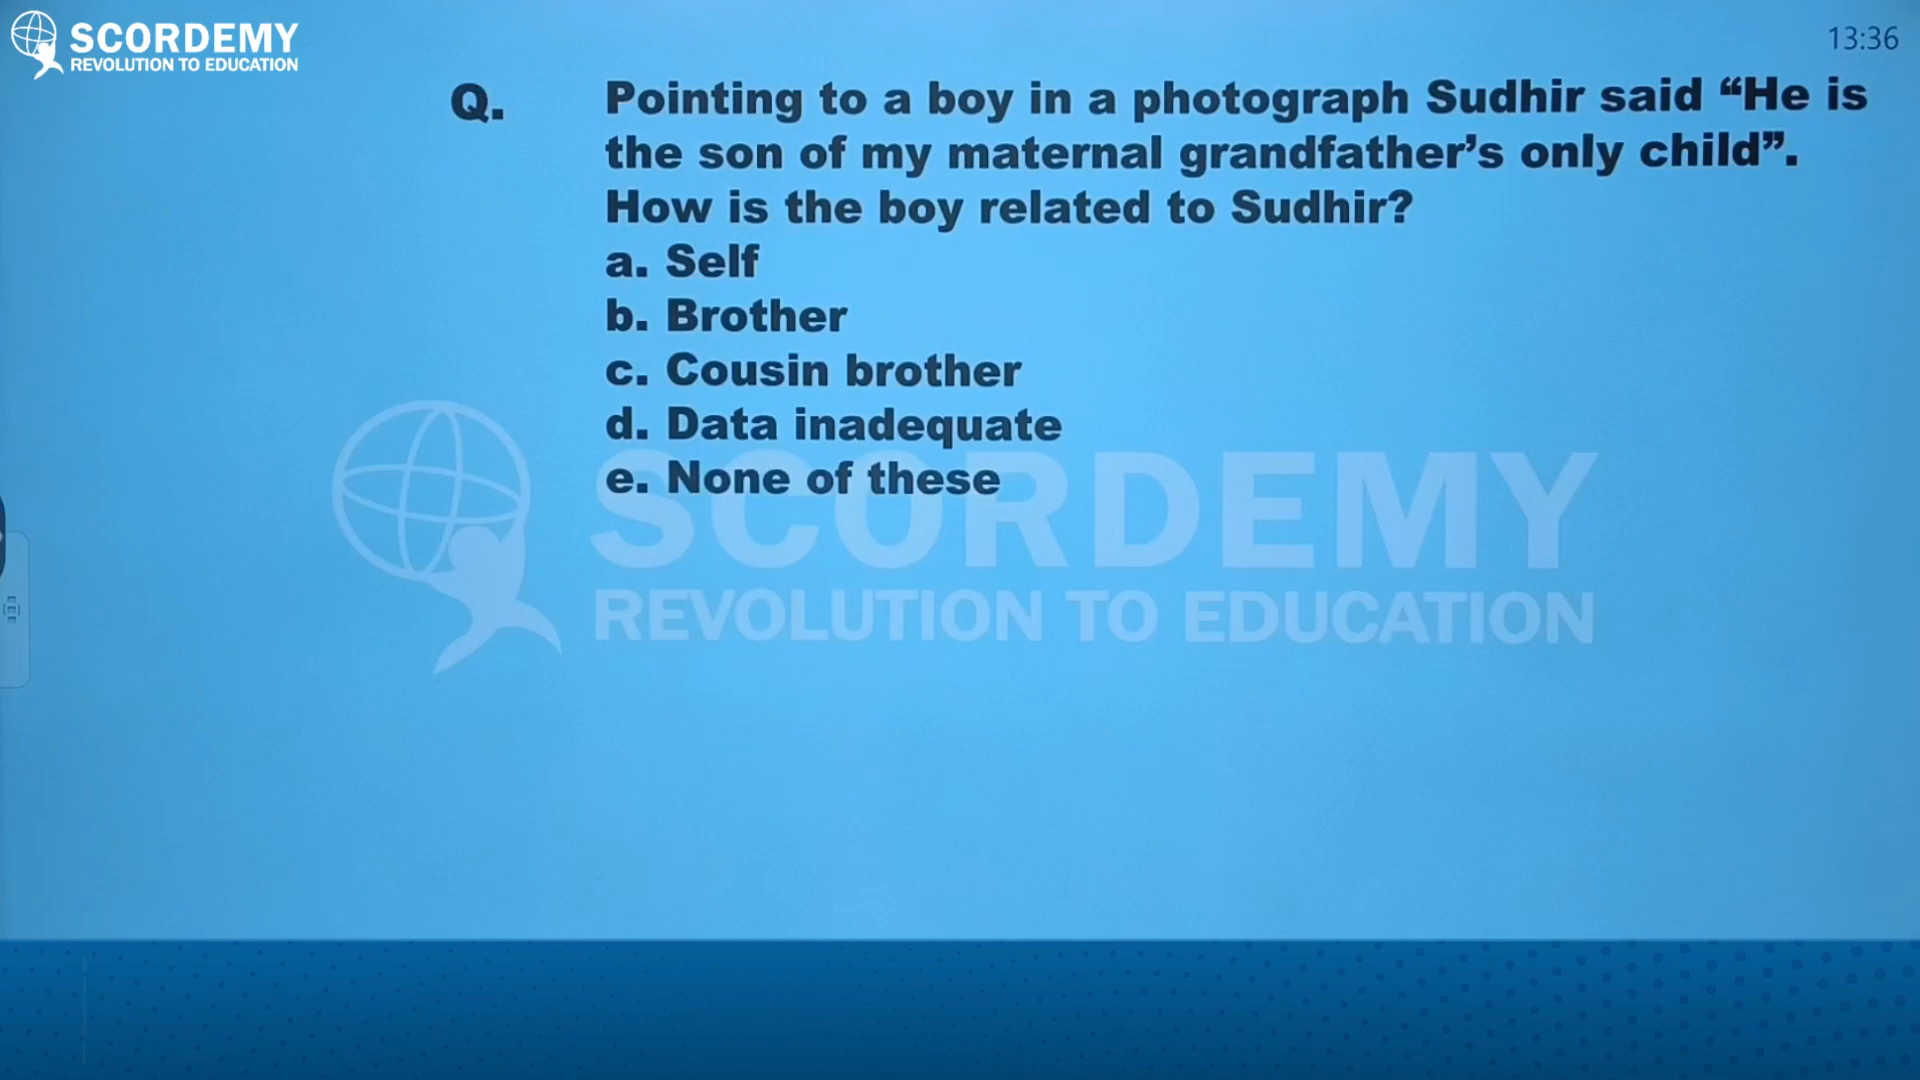 SCORDEMY
REVOLUTION TO EDUCATION
13:36
Q. Pointing to a boy in a photograph Sudhir said “He is
the son of my maternal grandfather’s only child”.
How is the boy related to Sudhir?
a. Self
b. Brother
c. Cousin brother
d. Data inadequate
e. None of these
SCORDEMY
REVOLUTION TO EDUCATION